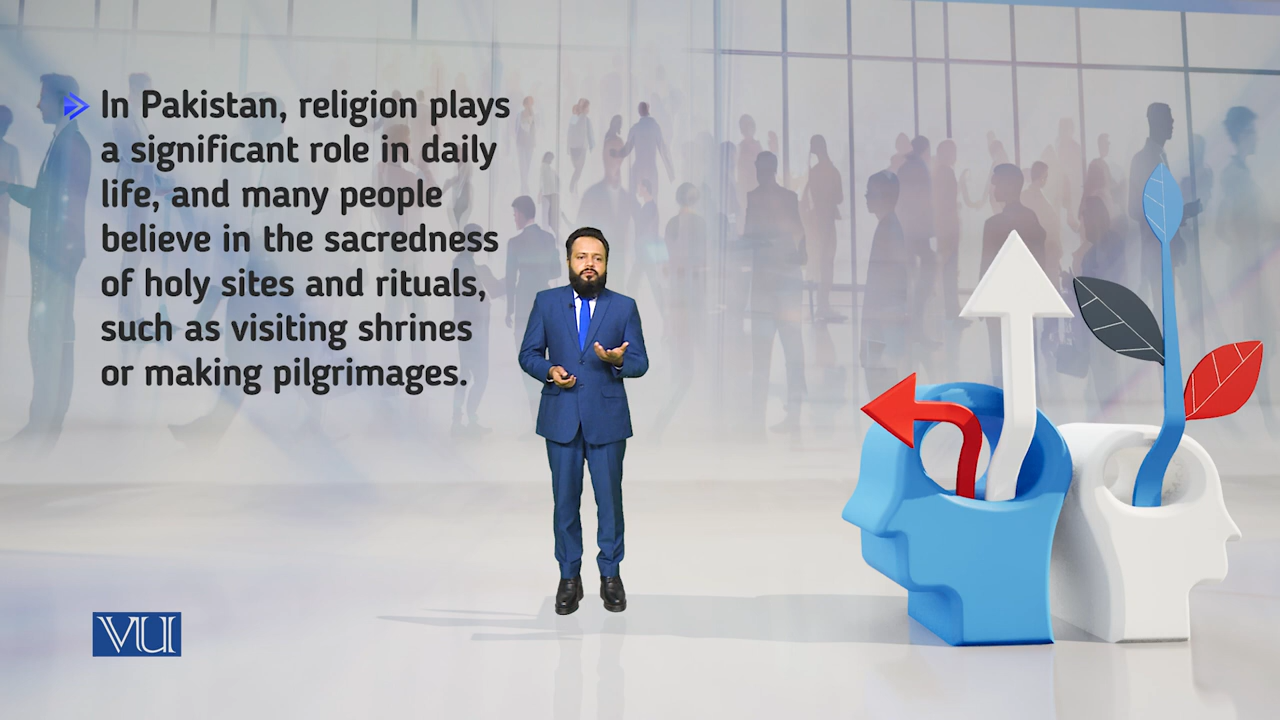 In Pakistan, religion plays
a significant role in daily
life, and many people
believe in the sacredness
of holy sites and rituals,
such as visiting shrines
or making pilgrimages.
VU